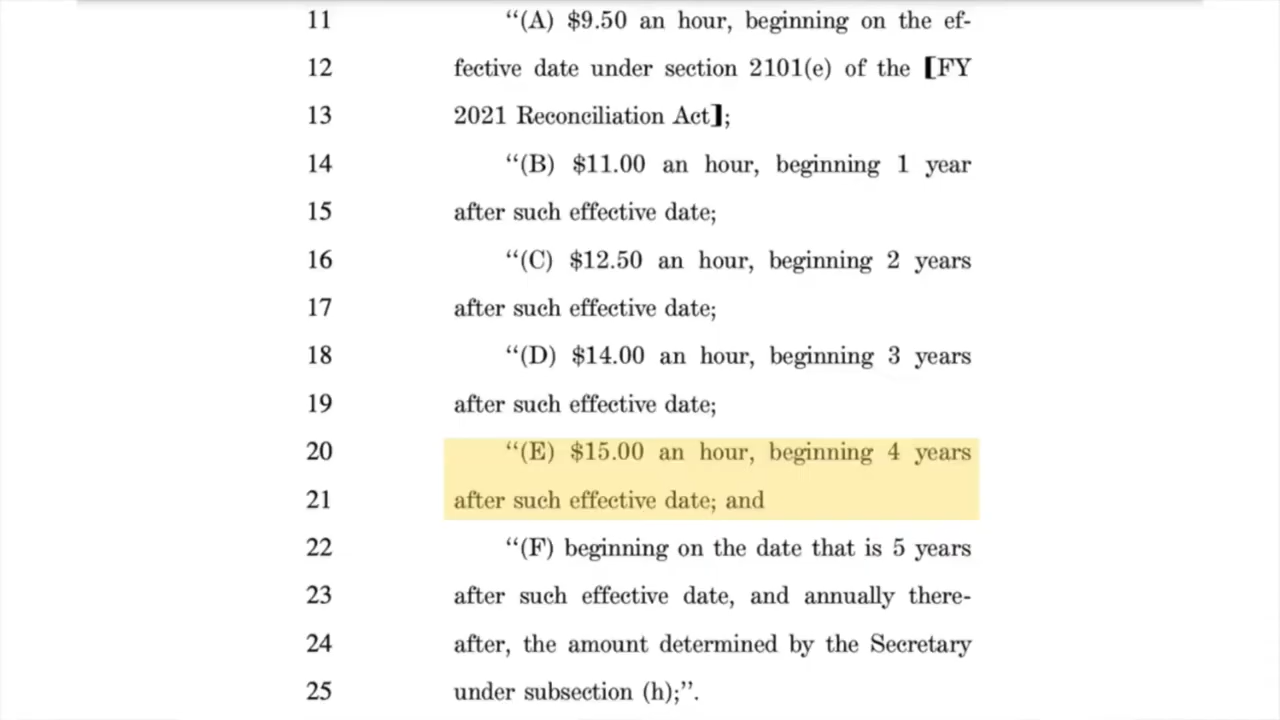 11 “(A) $9.50 an hour, beginning on the ef-
12 fective date under section 2101(e) of the [FY
13 2021 Reconciliation Act];
14 “(B) $11.00 an hour, beginning 1 year
15 after such effective date;
16 “(C) $12.50 an hour, beginning 2 years
17 after such effective date;
18 “(D) $14.00 an hour, beginning 3 years
19 after such effective date;
20 “(E) $15.00 an hour, beginning 4 years
21 after such effective date; and
22 “(F) beginning on the date that is 5 years
23 after such effective date, and annually there-
24 after, the amount determined by the Secretary
25 under subsection (h);”.